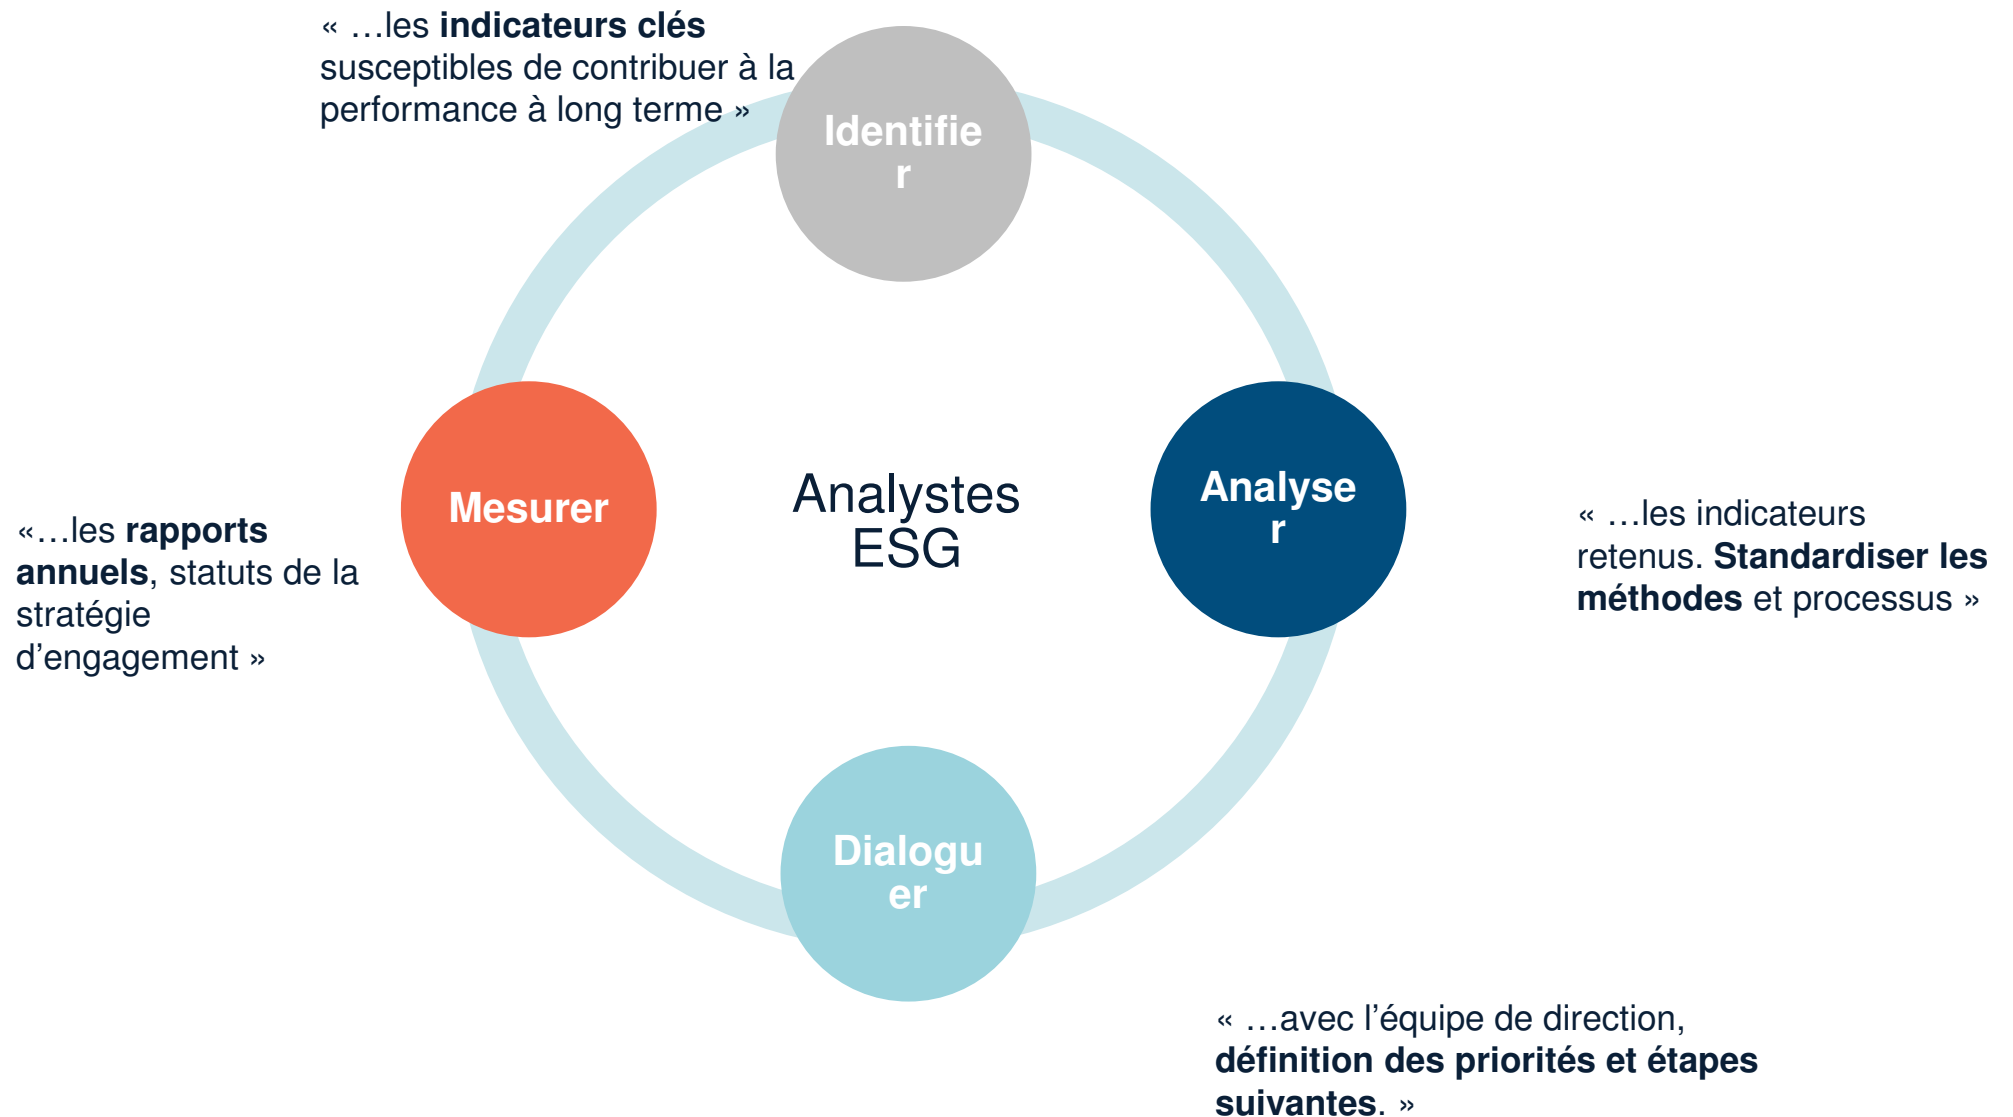 « …les indicateurs clés
susceptibles de contribuer à la
performance à long terme »
Identifie
r
Mesurer
Analystes
ESG
Analyse
r
«…les rapports
annuels, statuts de la
stratégie
d’engagement »
« …les indicateurs
retenus. Standardiser les
méthodes et processus »
Dialogu
er
« …avec l’équipe de direction,
définition des priorités et étapes
suivantes. »